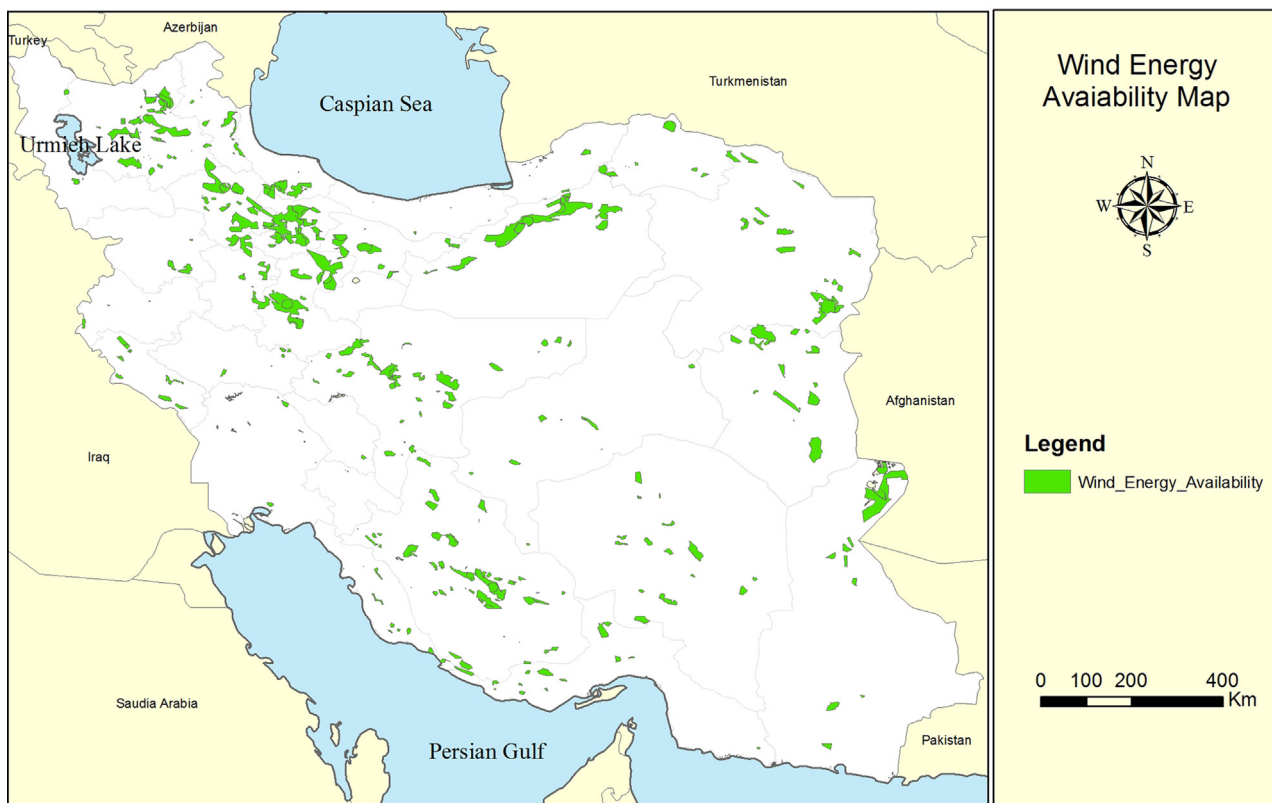 Azerbijan
Turkey
Caspian Sea
Turkmenistan
Urmieh Lake
Afghanistan
Iraq
Saudia Arabia
Persian Gulf
Pakistan
Wind Energy
Avaiability Map
N
W E
S
Legend
Wind_Energy_Availability
0 100 200 400
Km